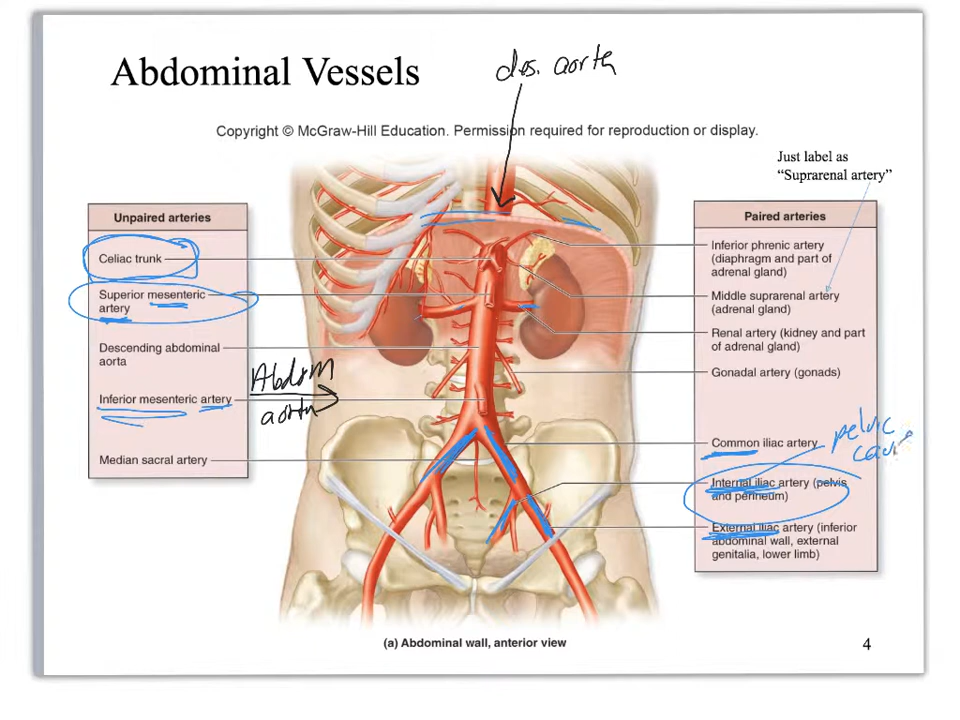 Abdominal Vessels
des. aorta
Copyright © McGraw-Hill Education. Permission required for reproduction or display.
Just label as
“Suprarenal artery”
Unpaired arteries
Celiac trunk
Superior mesenteric
artery
Descending abdominal
aorta
Abdom
aorta
Inferior mesenteric artery
Median sacral artery
Paired arteries
Inferior phrenic artery
(diaphragm and part of
adrenal gland)
Middle suprarenal artery
(adrenal gland)
Renal artery (kidney and part
of adrenal gland)
Gonadal artery (gonads)
Common iliac artery
pelvic
Internal iliac artery (pelvis
and perineum)
External iliac artery (inferior
abdominal wall, external
genitalia, lower limb)
(a) Abdominal wall, anterior view
4